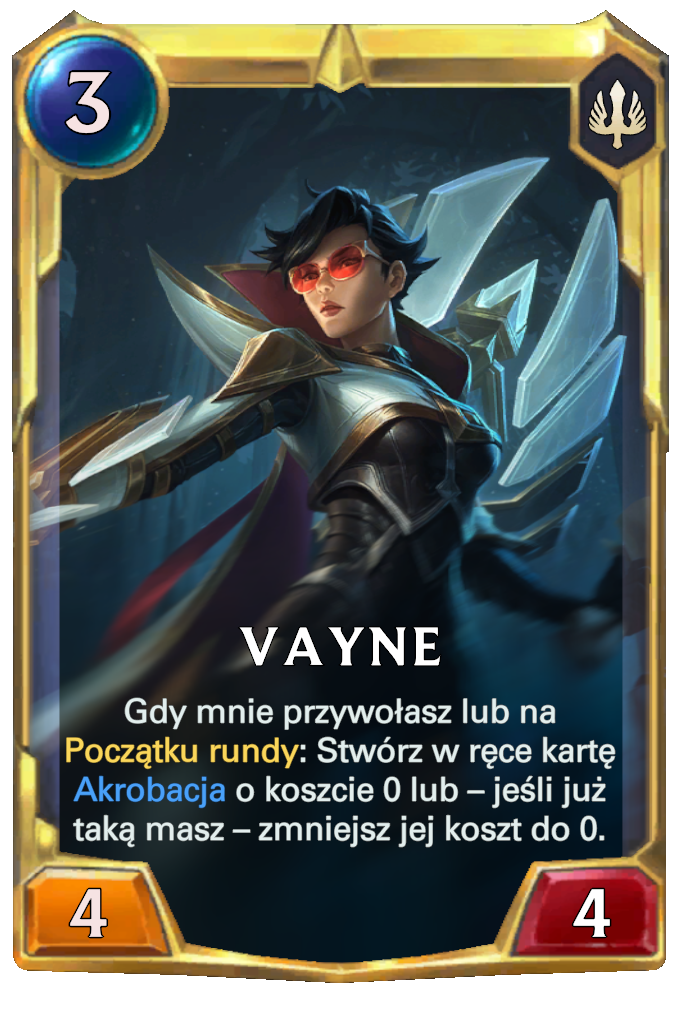 3
VAYNE
Gdy mnie przywołasz lub na
Początku rundy: Stwórz w ręce kartę
Akrobacja o koszcie 0 lub – jeśli już
taką masz – zmniejsz jej koszt do 0.
4
4